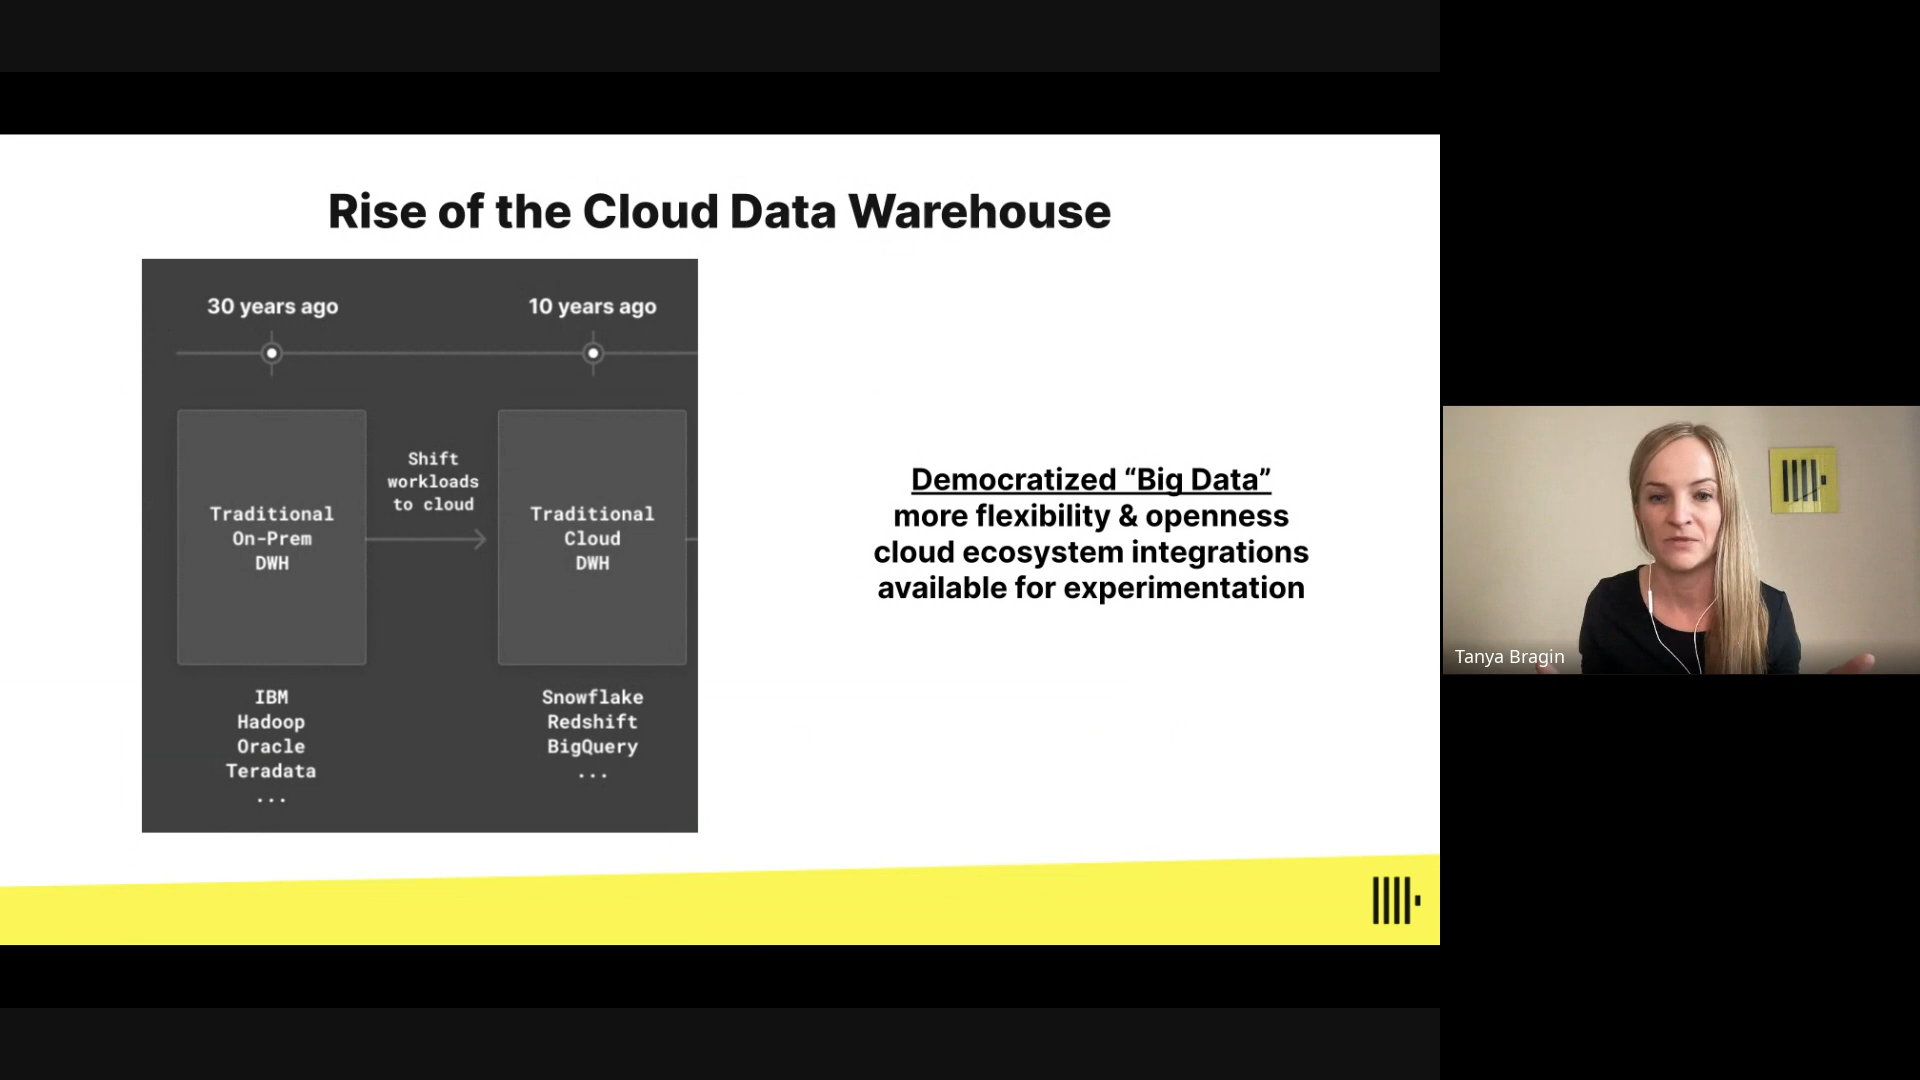 Rise of the Cloud Data Warehouse
30 years ago
10 years ago
Traditional
On-Prem
DWH
Shift
workloads
to cloud
Traditional
Cloud
DWH
IBM
Hadoop
Oracle
Teradata
...
Snowflake
Redshift
BigQuery
...
Democratized “Big Data”
more flexibility & openness
cloud ecosystem integrations
available for experimentation
Tanya Bragin